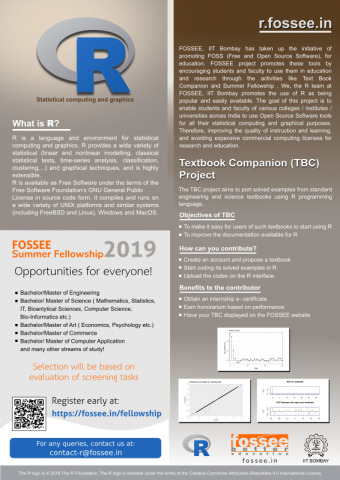 R
Statistical computing and graphics
What is R?
R is a language and environment for statistical
computing and graphics. R provides a wide variety of
statistical (linear and nonlinear modelling, classical
statistical tests, time-series analysis, classification,
clustering,...) and graphical techniques, and is highly
extensible.
R is available as Free Software under the terms of the
Free Software Foundation's GNU General Public
License in source code form. It compiles and runs on
a wide variety of UNIX platforms and similar systems
(including FreeBSD and Linux), Windows and MacOS.
FOSSEE
Summer Fellowship 2019
Opportunities for everyone!
Bachelor/Master of Engineering
Bachelor/ Master of Science ( Mathematics, Statistics,
IT, Bioanlytical Sciences, Computer Science,
Bio-Informatics etc.)
Bachelor/Master of Art ( Economics, Psychology etc.)
Bachelor/Master of Commerce
Bachelor/ Master of Computer Application
and many other streams of study!
Selection will be based on
evaluation of screening tasks
Register early at:
https://fossee.in/fellowship
For any queries, contact us at:
contact-r@fossee.in
r.fossee.in
FOSSEE, IIT Bombay has taken up the initiative of
promoting FOSS (Free and Open Source Software), for
education. FOSSEE project promotes these tools by
encouraging students and faculty to use them in education
and research through the activities like Text Book
Companion and Summer Fellowship . We, the R team at
FOSSEE, IIT Bombay promotes the use of R as being
popular and easily available. The goal of this project is to
enable students and faculty of various colleges / institutes /
universities across India to use Open Source Software tools
for all their statistical computing and graphical purposes.
Therefore, improving the quality of instruction and learning,
and avoiding expensive commercial computing licenses for
research and education.
Textbook Companion (TBC)
Project
The TBC project aims to port solved examples from standard
engineering and science textbooks using R programming
language.
Objectives of TBC
To make it easy for users of such textbooks to start using R
To improve the documentation available for R
How can you contribute?
Create an account and propose a textbook
Start coding its solved examples in R
Upload the codes on the R interface
Benefits to the contributor
Obtain an internship e- certificate
Earn honorarium based on performance
Have your TBC displayed on the FOSSEE website
R
fossee
better
education
fossee.in
IIT BOMBAY
The R logo is © 2016 The R Foundation. The R logo is licensed under the terms of the Creative Commons Attribution-ShareAlike 4.0 International License.